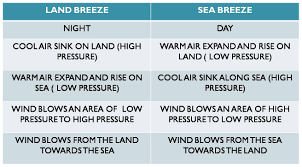 LAND BREEZE
SEA BREEZE
NIGHT
DAY
COOL AIR SINK ON LAND (HIGH
PRESSURE)
WARM AIR EXPAND AND RISE ON
LAND ( LOW PRESSURE)
WARM AIR EXPAND AND RISE ON
SEA ( LOW PRESSURE)
COOL AIR SINK ALONG SEA (HIGH
PRESSURE)
WIND BLOWS AN AREA OF LOW
PRESSURE TO HIGH PRESSURE
WIND BLOWS AN AREA OF HIGH
PRESSURE TO LOW PRESSURE
WIND BLOWS FROM THE LAND
TOWARDS THE SEA
WIND BLOWS FROM THE SEA
TOWARDS THE LAND